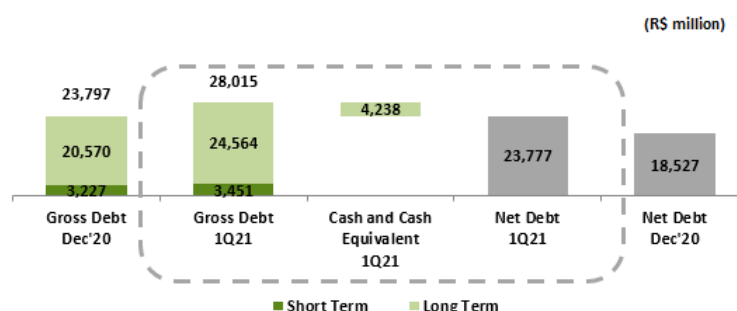 (R$ million)
28,015
23,797
4,238
20,570
24,564
23,777
18,527
3,227
3,451
Gross Debt Dec'20
Gross Debt 1Q21
Cash and Cash Equivalent 1Q21
Net Debt 1Q21
Net Debt Dec'20
Short Term
Long Term